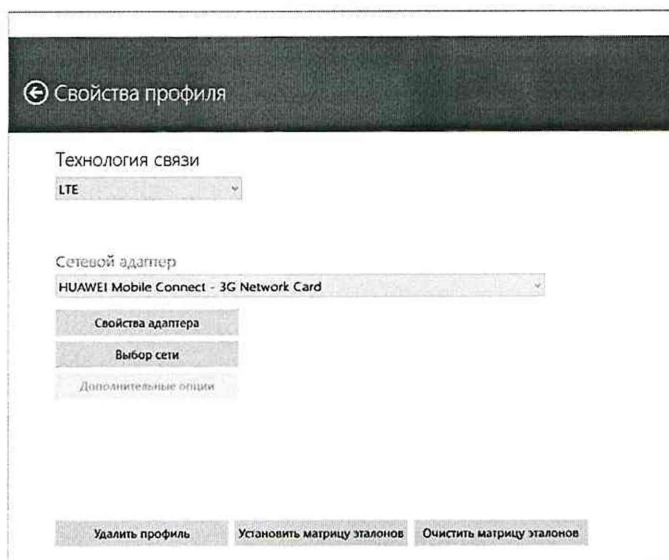 Свойства профиля
Технология связи
LTE
Сетевой адаптер
HUAWEI Mobile Connect - 3G Network Card
Свойства адаптера
Выбор сети
Дополнительные опции
Удалить профиль Установить матрицу эталонов Очистить матрицу эталонов